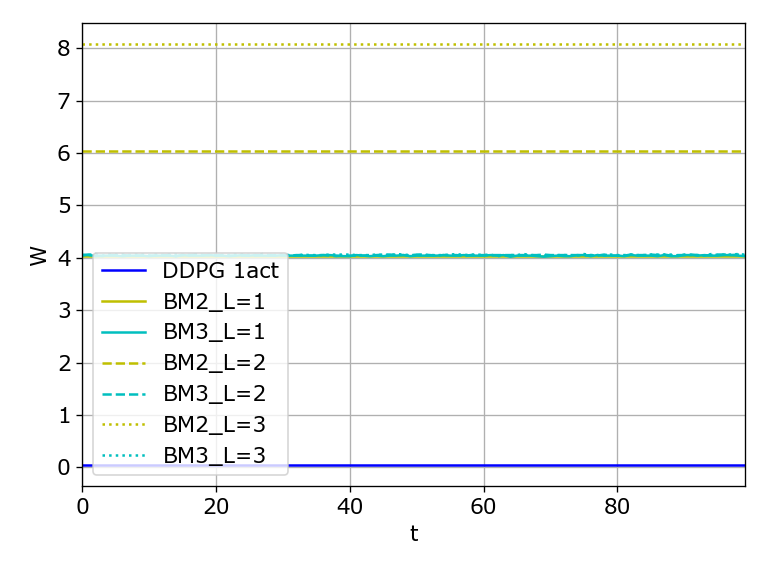 8
7
6
5
4
3
2
1
0
W
DDPG 1act
BM2_L=1
BM3_L=1
BM2_L=2
BM3_L=2
BM2_L=3
BM3_L=3
0 20 40 60 80
t